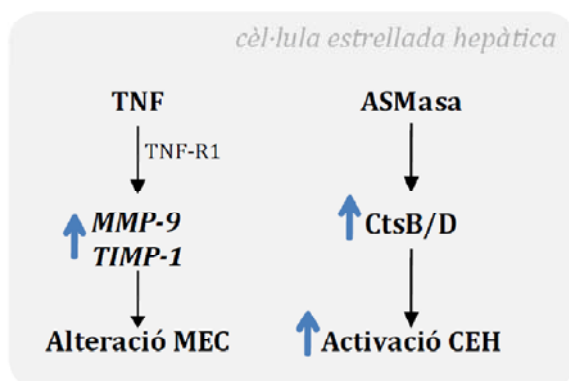 cèl·lula estrellada hepàtica
TNF
TNF-R1
MMP-9
TIMP-1
Alteració MEC
ASMasa
CtsB/D
Activació CEH